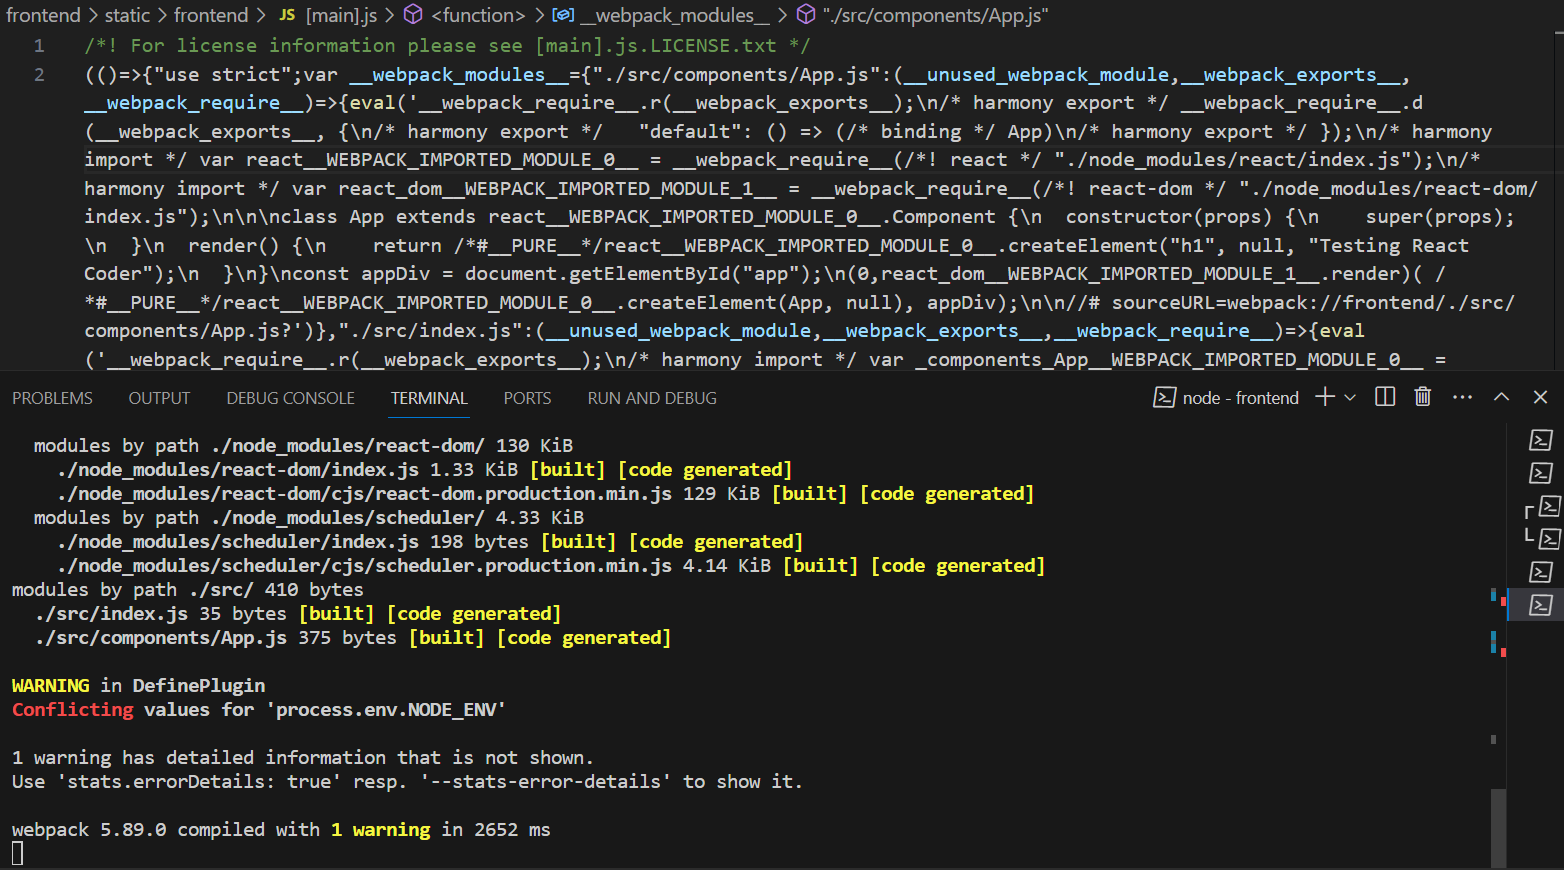 frontend > static > frontend > JS [main].js > <function> > __webpack_modules__ > "./src/components/App.js"
1 /*! For license information please see [main].js.LICENSE.txt */
2 (()=>{"use strict";var __webpack_modules__={"./src/components/App.js":(__unused_webpack_module,__webpack_exports__,
__webpack_require__)=>{eval('__webpack_require__.r(__webpack_exports__);\n/* harmony export */ __webpack_require__.d
(__webpack_exports__, {\n/* harmony export */   "default": () => (/* binding */ App)\n/* harmony export */ });\n/* harmony
import */ var react__WEBPACK_IMPORTED_MODULE_0__ = __webpack_require__(/*! react */ "./node_modules/react/index.js");\n/*
harmony import */ var react_dom__WEBPACK_IMPORTED_MODULE_1__ = __webpack_require__(/*! react-dom */ "./node_modules/react-dom/
index.js");\n\n\nclass App extends react__WEBPACK_IMPORTED_MODULE_0__.Component {\n  constructor(props) {\n    super(props);
\n  }\n  render() {\n    return /*#__PURE__*/react__WEBPACK_IMPORTED_MODULE_0__.createElement("h1", null, "Testing React
Coder");\n  }\n}\nconst appDiv = document.getElementById("app");\n(0,react_dom__WEBPACK_IMPORTED_MODULE_1__.render)( /
*#__PURE__*/react__WEBPACK_IMPORTED_MODULE_0__.createElement(App, null), appDiv);\n\n//# sourceURL=webpack://frontend/./src/
components/App.js?')},"./src/index.js":(__unused_webpack_module,__webpack_exports__,__webpack_require__)=>{eval
('__webpack_require__.r(__webpack_exports__);\n/* harmony import */ var _components_App__WEBPACK_IMPORTED_MODULE_0__ =
PROBLEMS OUTPUT DEBUG CONSOLE TERMINAL PORTS RUN AND DEBUG node - frontend
modules by path ./node_modules/react-dom/ 130 KiB
./node_modules/react-dom/index.js 1.33 KiB [built] [code generated]
./node_modules/react-dom/cjs/react-dom.production.min.js 129 KiB [built] [code generated]
modules by path ./node_modules/scheduler/ 4.33 KiB
./node_modules/scheduler/index.js 198 bytes [built] [code generated]
./node_modules/scheduler/cjs/scheduler.production.min.js 4.14 KiB [built] [code generated]
modules by path ./src/ 410 bytes
./src/index.js 35 bytes [built] [code generated]
./src/components/App.js 375 bytes [built] [code generated]
WARNING in DefinePlugin
Conflicting values for 'process.env.NODE_ENV'
1 warning has detailed information that is not shown.
Use 'stats.errorDetails: true' resp. '--stats-error-details' to show it.
webpack 5.89.0 compiled with 1 warning in 2652 ms